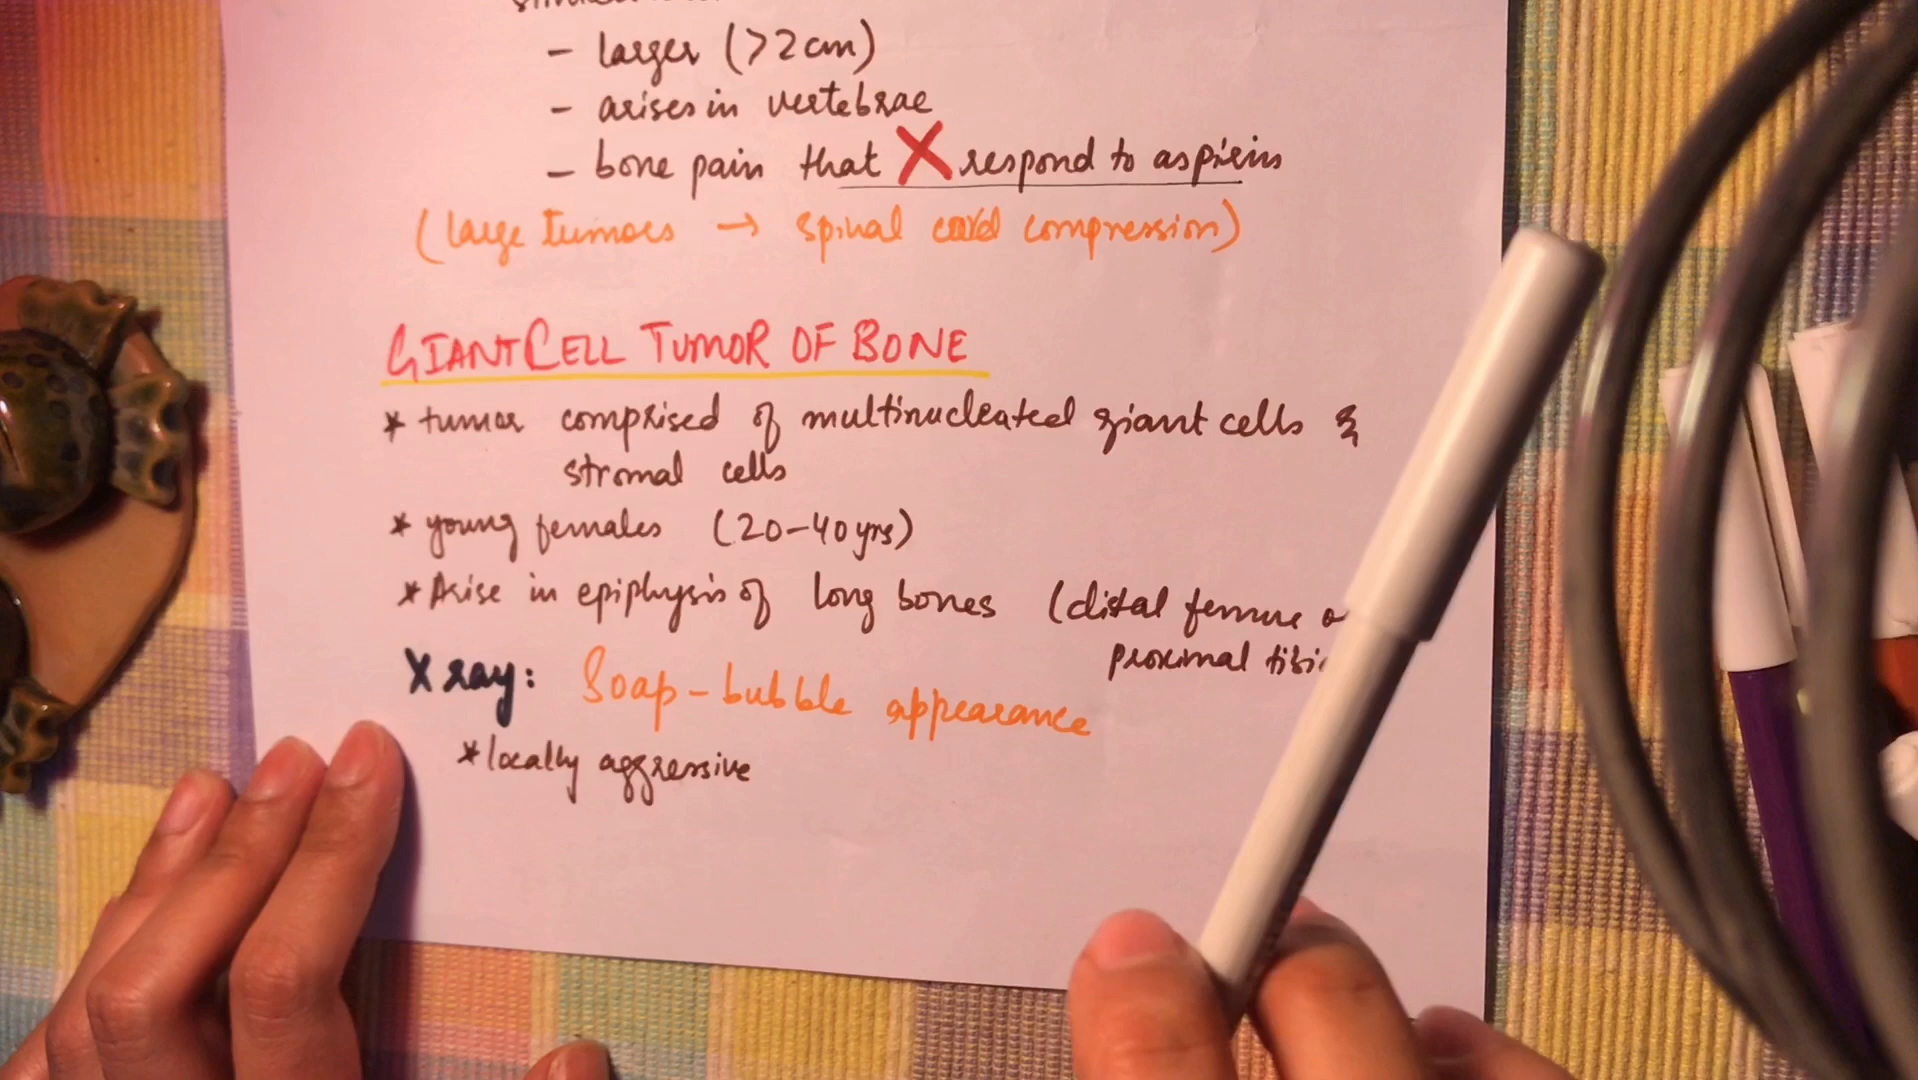 - larger (>2cm)
- arises in vertebrae
- bone pain that X respond to aspirin
(large tumors → spinal cord compression)
GIANT CELL TUMOR OF BONE
* tumor comprised of multinucleated giant cells &
stromal cells
* young females (20-40yrs)
* Arise in epiphysis of long bones (distal femur
proximal
X ray: Soap-bubble appearance
* locally aggressive